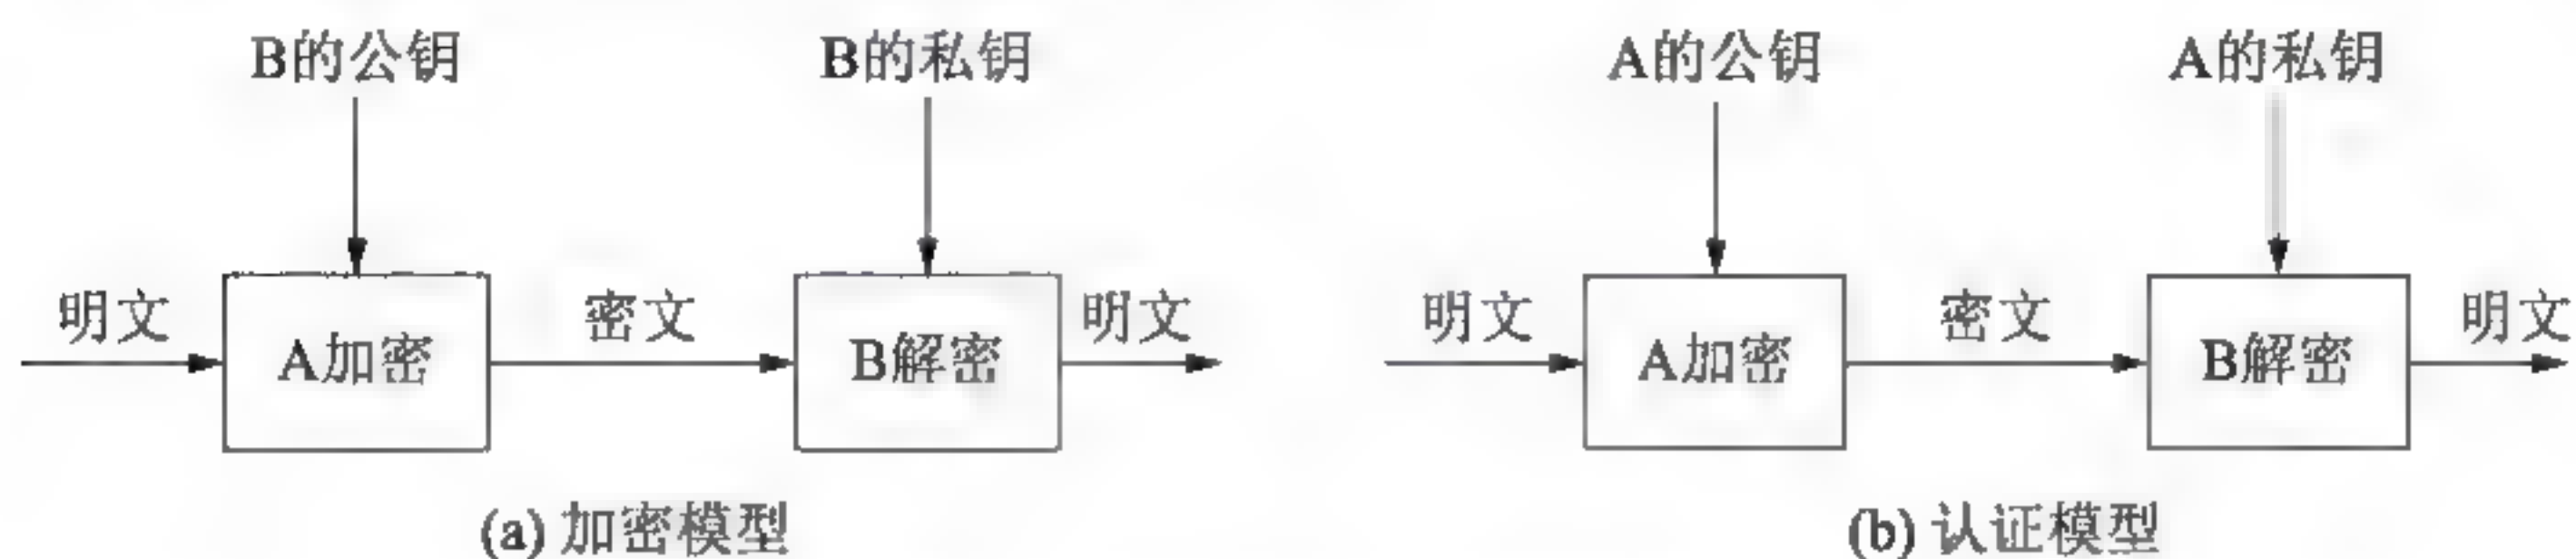 B的公钥 B的私钥 A的公钥 A的私钥
明文 A加密 密文 B解密 明文 明文 A加密 密文 B解密 明文
(a) 加密模型 (b) 认证模型